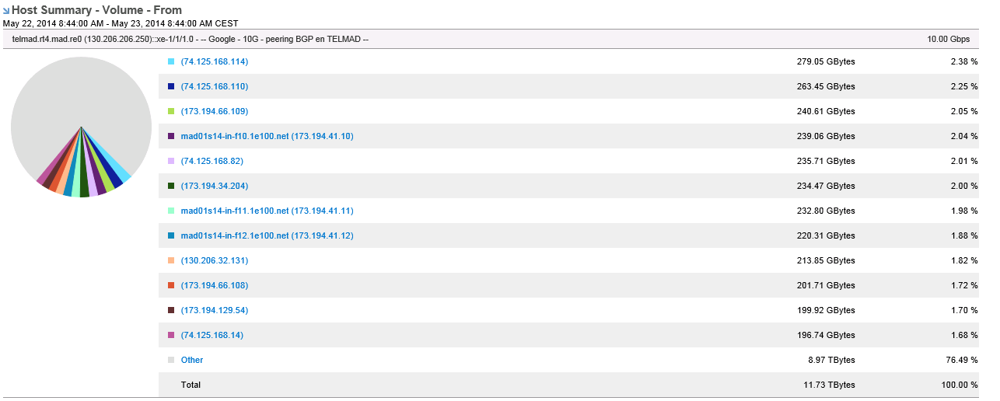 Host Summary - Volume - From
May 22, 2014 8:44:00 AM - May 23, 2014 8:44:00 AM CEST
telmad.rt4.mad.re0 (130.206.206.250)::xe-1/1/1.0 - -- Google - 10G - peering BGP en TELMAD -- 10.00 Gbps
(74.125.168.114) 279.05 GBytes 2.38 %
(74.125.168.110) 263.45 GBytes 2.25 %
(173.194.66.109) 240.61 GBytes 2.05 %
mad01s14-in-f10.1e100.net (173.194.41.10) 239.06 GBytes 2.04 %
(74.125.168.82) 235.71 GBytes 2.01 %
(173.194.34.204) 234.47 GBytes 2.00 %
mad01s14-in-f11.1e100.net (173.194.41.11) 232.80 GBytes 1.98 %
mad01s14-in-f12.1e100.net (173.194.41.12) 220.31 GBytes 1.88 %
(130.206.32.131) 213.85 GBytes 1.82 %
(173.194.66.108) 201.71 GBytes 1.72 %
(173.194.129.54) 199.92 GBytes 1.70 %
(74.125.168.14) 196.74 GBytes 1.68 %
Other 8.97 TBytes 76.49 %
Total 11.73 TBytes 100.00 %